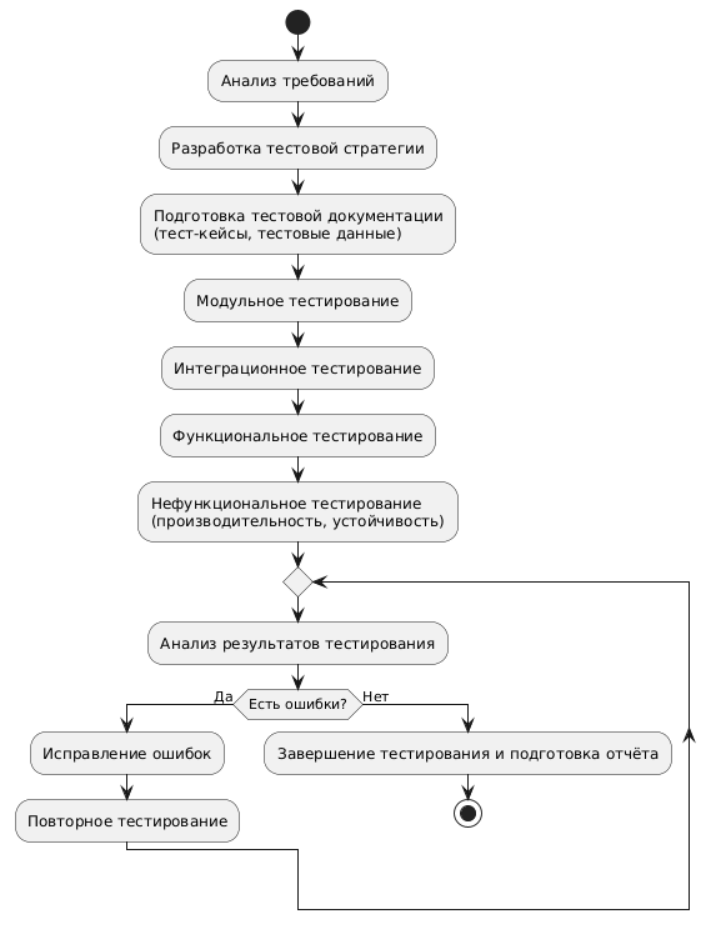 Анализ требований
Разработка тестовой стратегии
Подготовка тестовой документации
(тест-кейсы, тестовые данные)
Модульное тестирование
Интеграционное тестирование
Функциональное тестирование
Нефункциональное тестирование
(производительность, устойчивость)
Анализ результатов тестирования
Да
Есть ошибки?
Нет
Исправление ошибок
Завершение тестирования и подготовка отчёта
Повторное тестирование